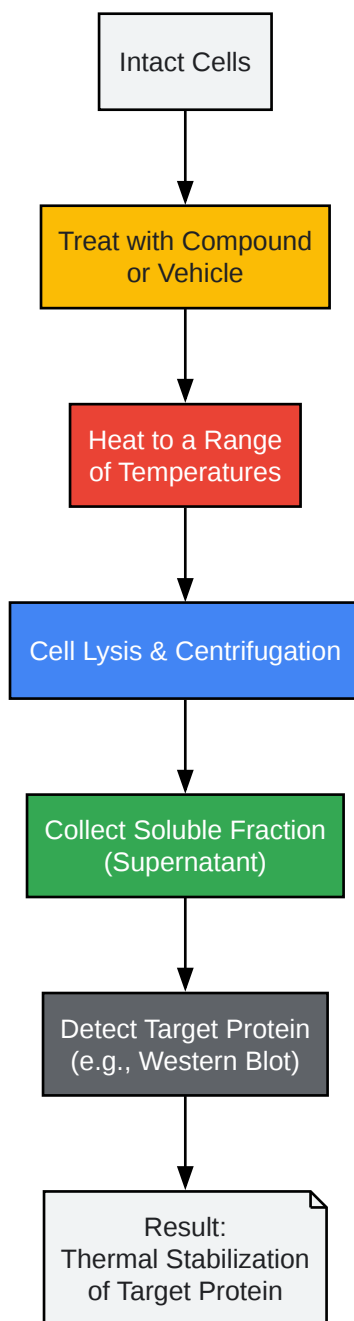 Intact Cells
Treat with Compound
or Vehicle
Heat to a Range
of Temperatures
Cell Lysis & Centrifugation
Collect Soluble Fraction
(Supernatant)
Detect Target Protein
(e.g., Western Blot)
Result:
Thermal Stabilization
of Target Protein